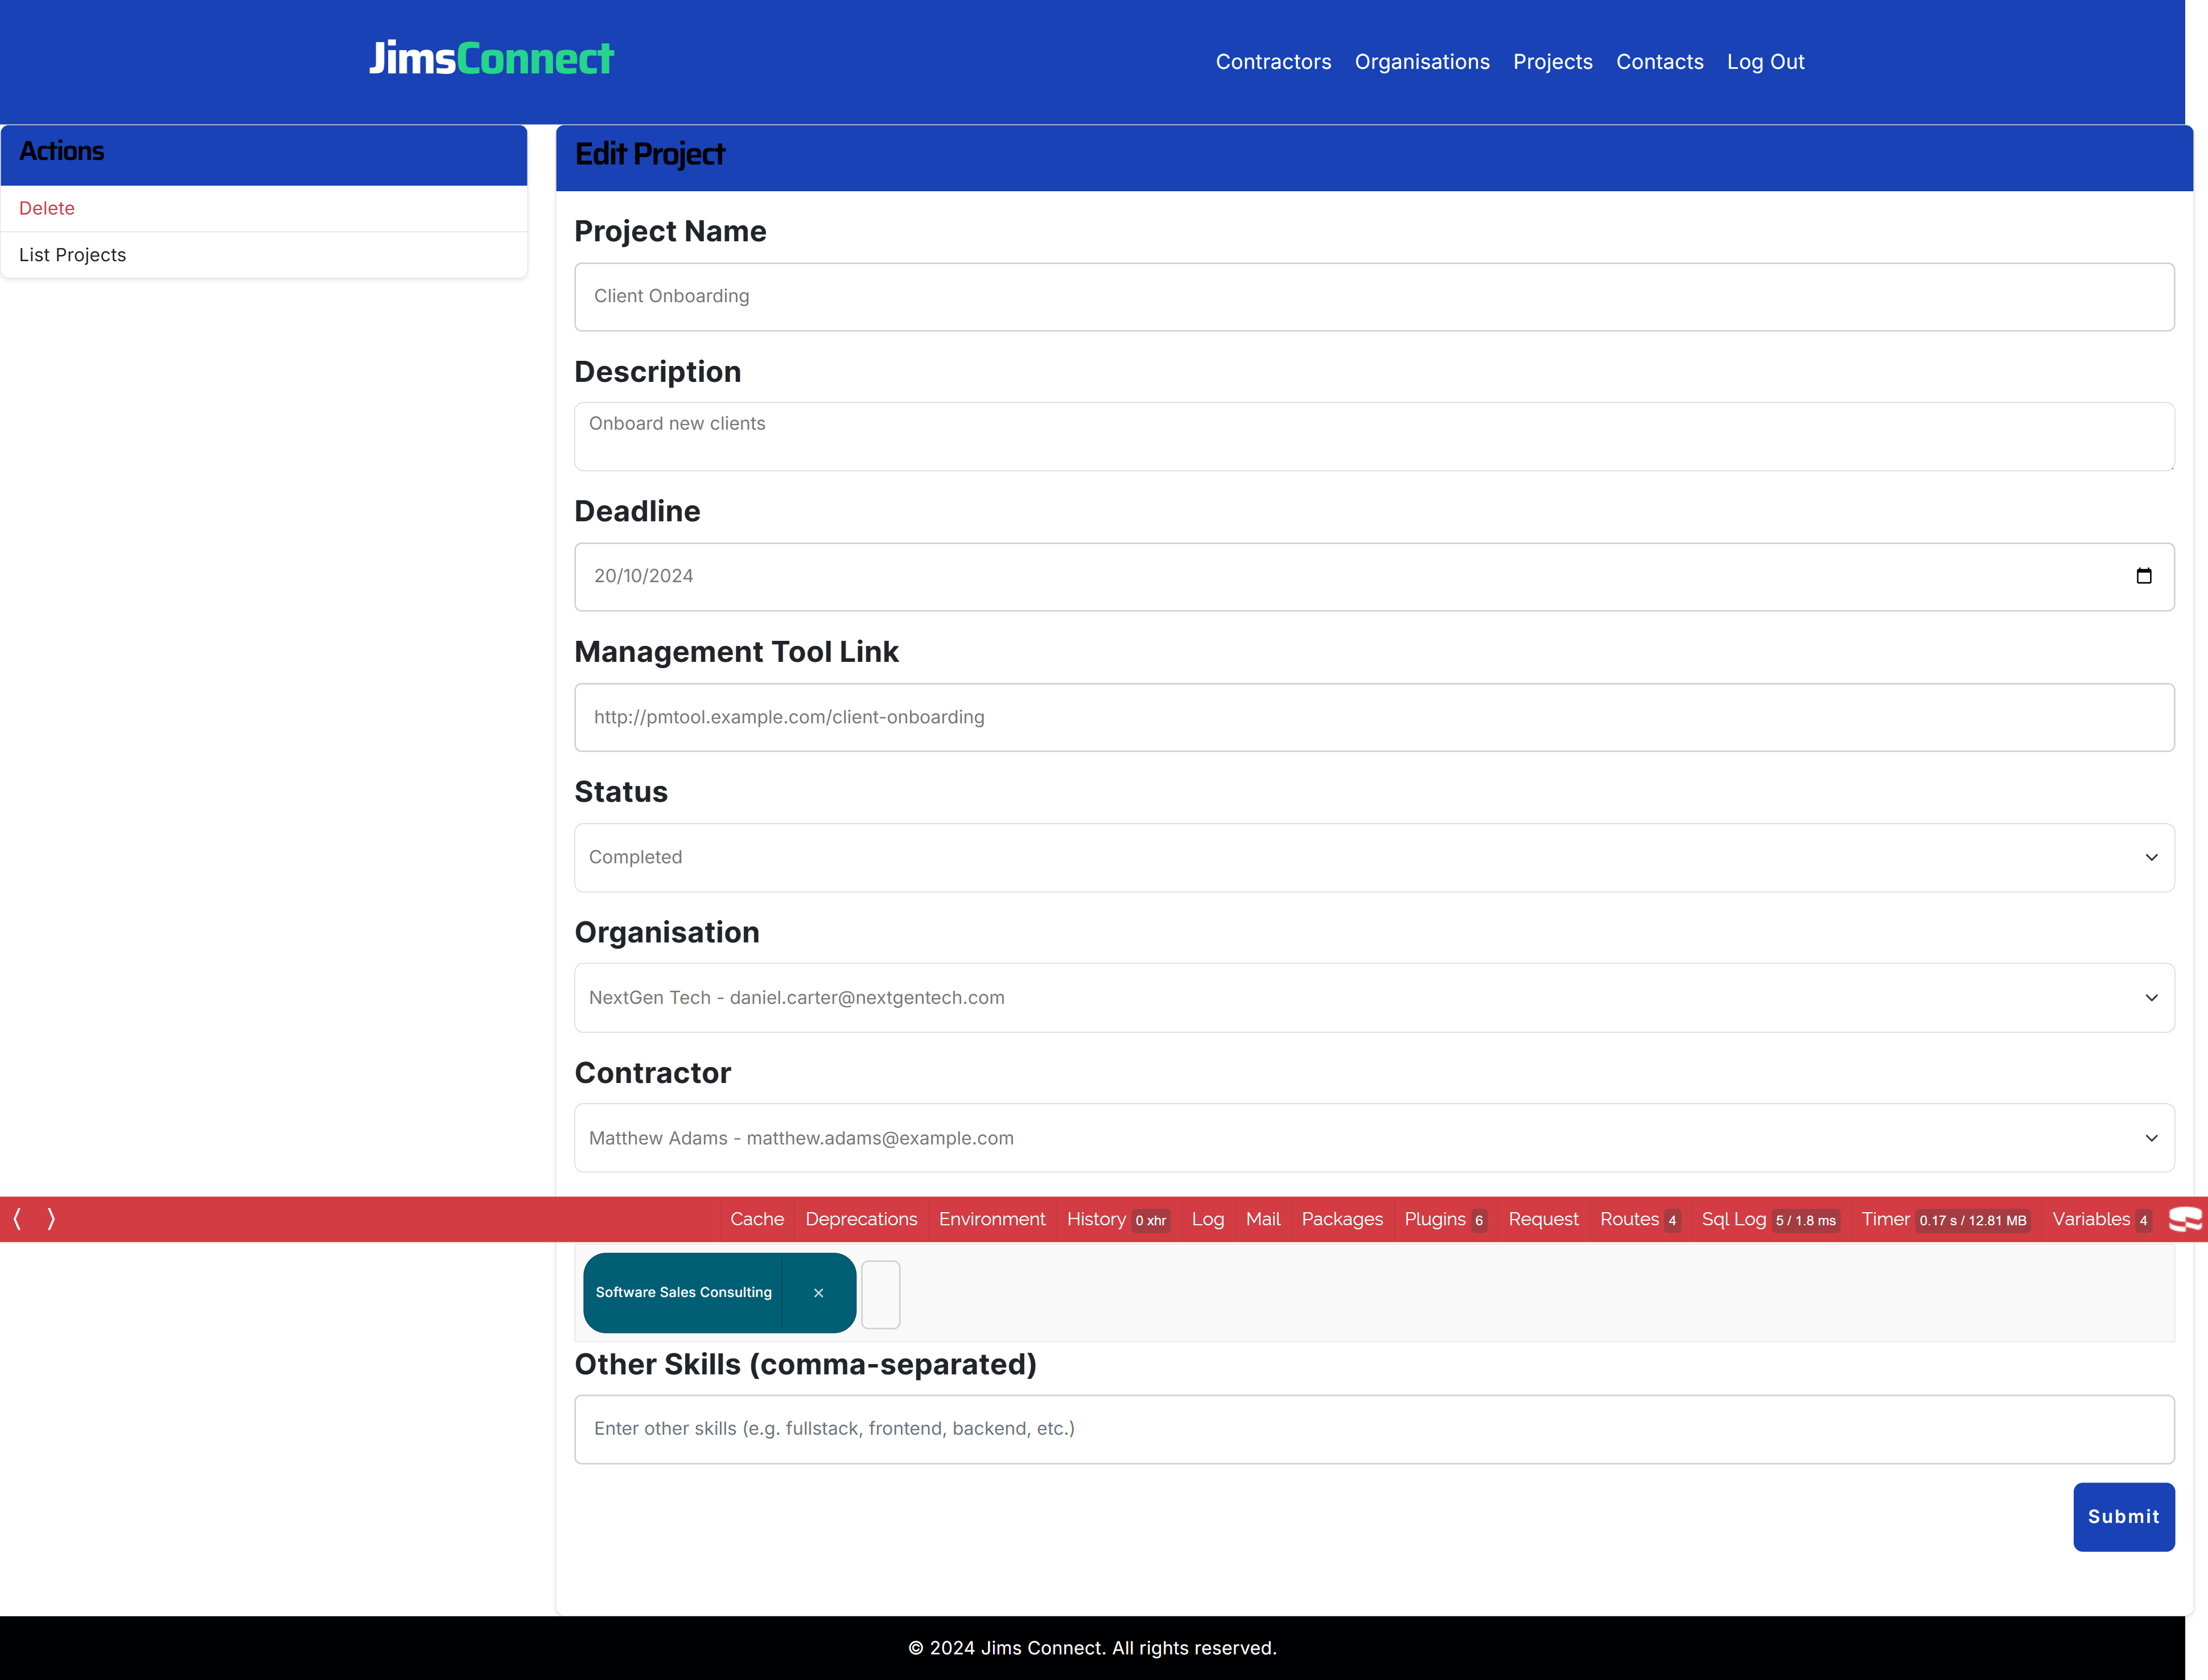 JimsConnect
Contractors Organisations Projects Contacts Log Out
Actions
Delete
List Projects
Edit Project
Project Name
Client Onboarding
Description
Onboard new clients
Deadline
20/10/2024
Management Tool Link
http://pmtool.example.com/client-onboarding
Status
Completed
Organisation
NextGen Tech - daniel.carter@nextgentech.com
Contractor
Matthew Adams - matthew.adams@example.com
Cache Deprecations Environment History 0 xhr Log Mail Packages Plugins 6 Request Routes 4 Sql Log 5 / 1.8 ms Timer 0.17 s / 12.81 MB Variables 4
Software Sales Consulting ×
Other Skills (comma-separated)
Enter other skills (e.g. fullstack, frontend, backend, etc.)
Submit
© 2024 Jims Connect. All rights reserved.